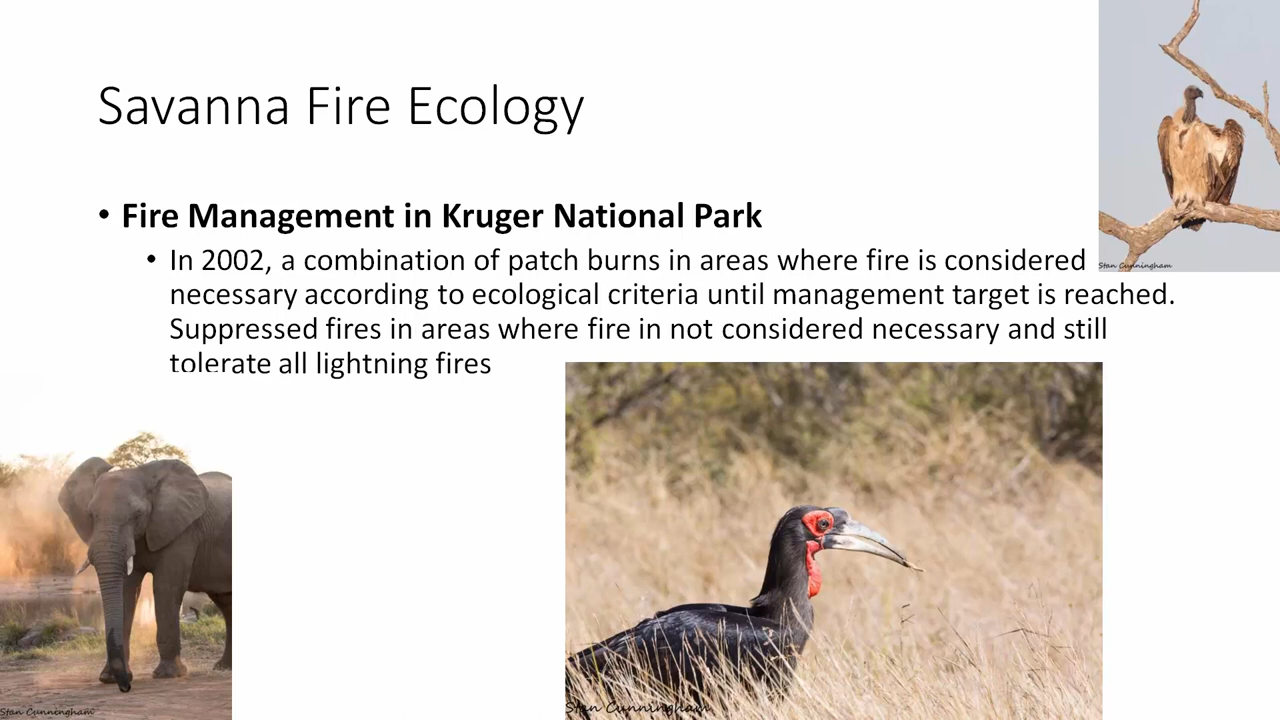 Savanna Fire Ecology
• Fire Management in Kruger National Park
• In 2002, a combination of patch burns in areas where fire is considered
necessary according to ecological criteria until management target is reached.
Suppressed fires in areas where fire in not considered necessary and still
tolerate all lightning fires
Stan Cunningham
Stan Cunningham
Stan Cunningham